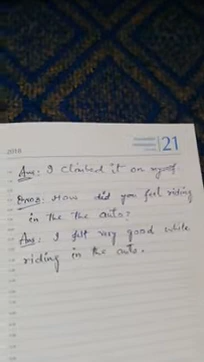 21
Ans: I climbed it on myself.
Ques: How did you feel riding
in the the auto?
Ans: I felt very good while
riding in the auto.